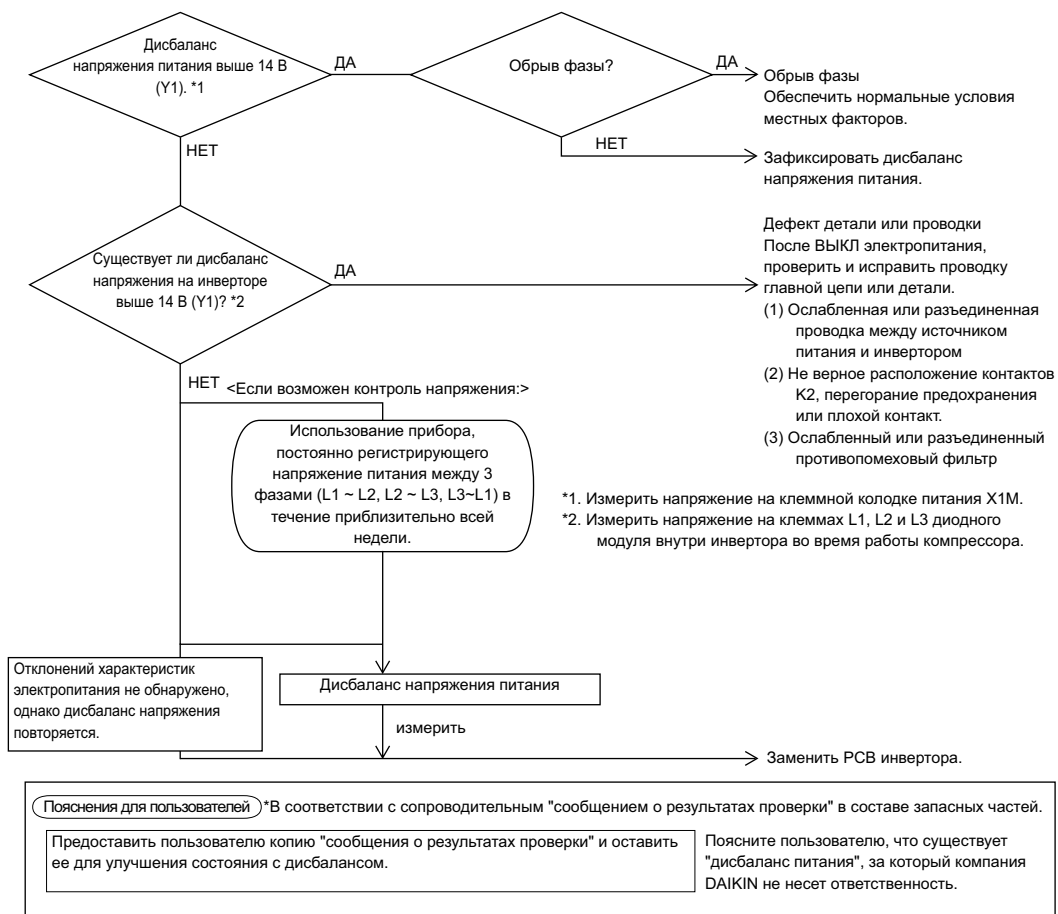 Дисбаланс
напряжения питания выше 14 В
(Y1). *1
ДА
Обрыв фазы?
ДА
Обрыв фазы
Обеспечить нормальные условия
местных факторов.
НЕТ
НЕТ
Зафиксировать дисбаланс
напряжения питания.
Существует ли дисбаланс
напряжения на инверторе
выше 14 В (Y1)? *2
ДА
Дефект детали или проводки
После ВЫКЛ электропитания,
проверить и исправить проводку
главной цепи или детали.
(1) Ослабленная или разъединенная
проводка между источником
питания и инвертором
(2) Не верное расположение контактов
K2, перегорание предохранения
или плохой контакт.
(3) Ослабленный или разъединенный
противопомеховый фильтр
НЕТ
<Если возможен контроль напряжения:>
Использование прибора,
постоянно регистрирующего
напряжение питания между 3
фазами (L1 ~ L2, L2 ~ L3, L3~L1) в
течение приблизительно всей
недели.
*1. Измерить напряжение на клеммной колодке питания X1M.
*2. Измерить напряжение на клеммах L1, L2 и L3 диодного
модуля внутри инвертора во время работы компрессора.
Отклонений характеристик
электропитания не обнаружено,
однако дисбаланс напряжения
повторяется.
Дисбаланс напряжения питания
измерить
Заменить PCB инвертора.
Пояснения для пользователей *В соответствии с сопроводительным "сообщением о результатах проверки" в составе запасных частей.
Предоставить пользователю копию "сообщения о результатах проверки" и оставить
ее для улучшения состояния с дисбалансом.
Поясните пользователю, что существует
"дисбаланс питания", за который компания
DAIKIN не несет ответственность.